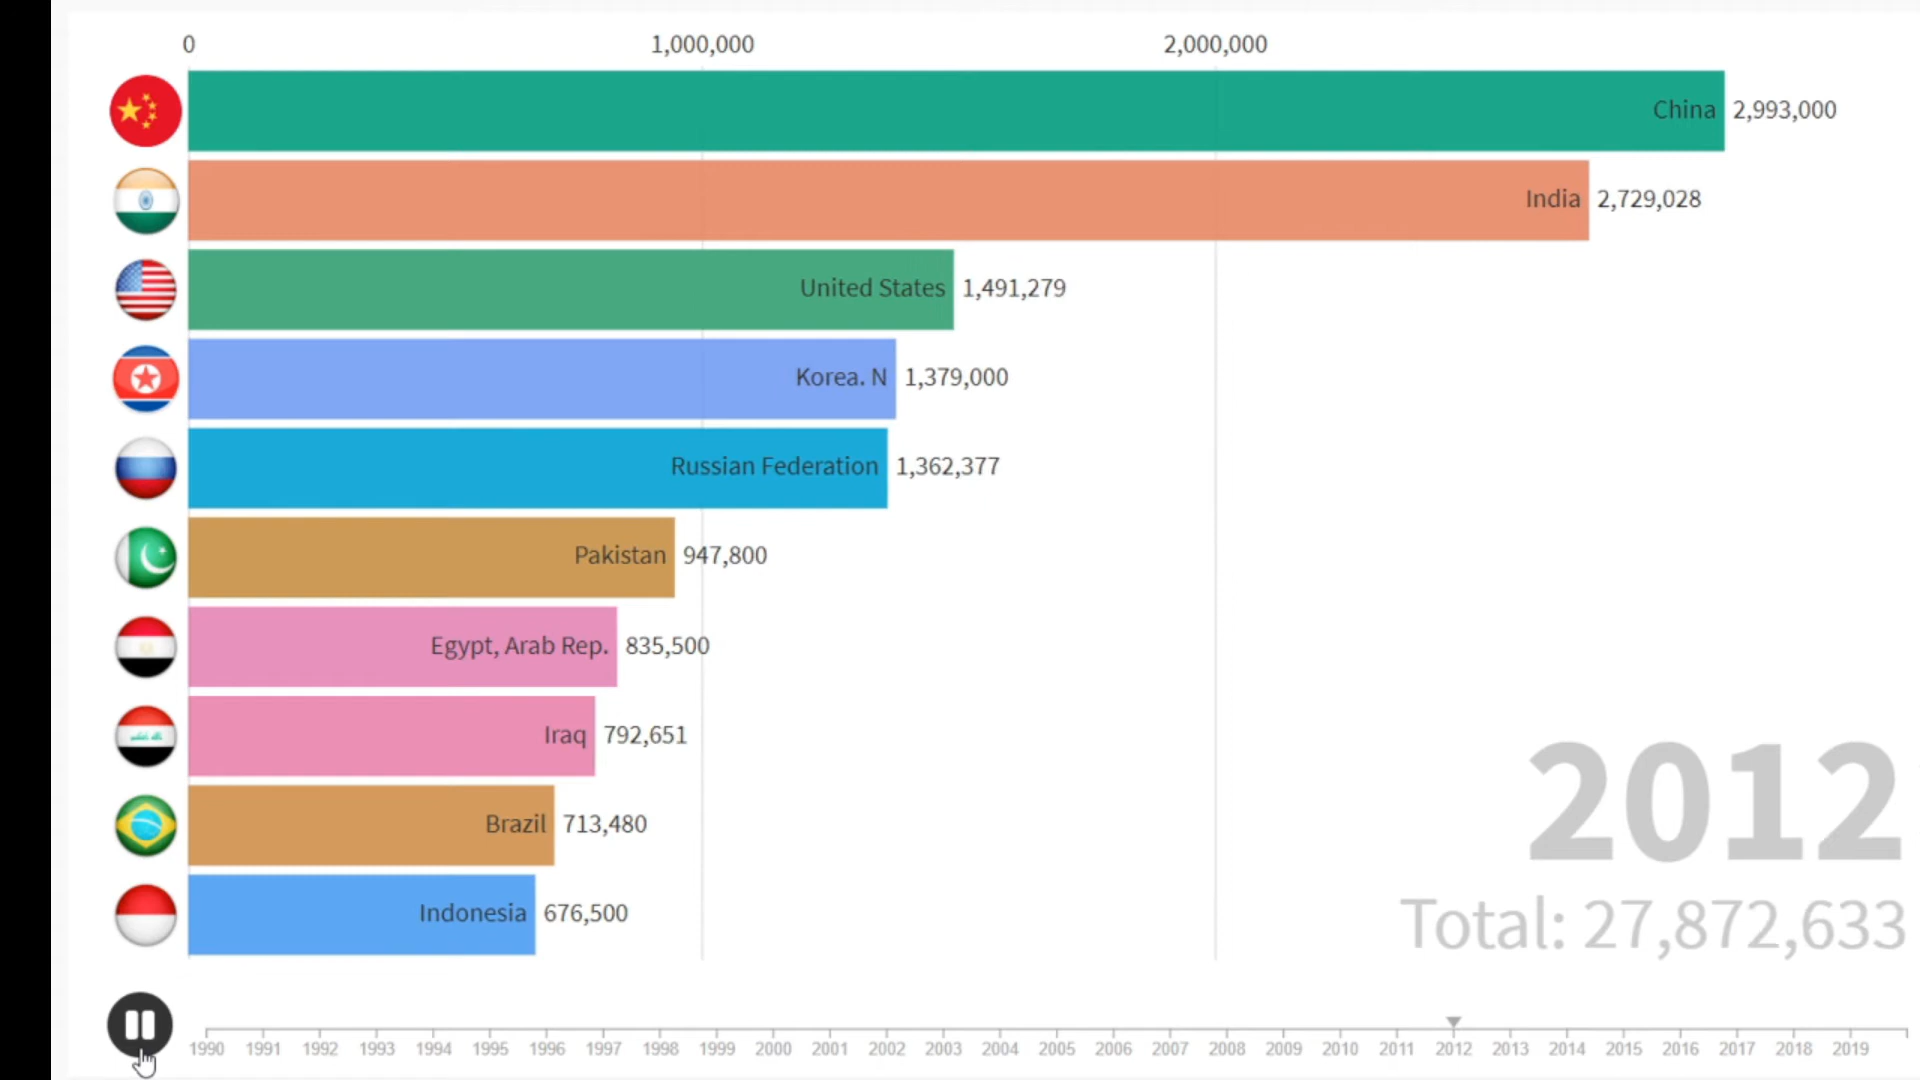 0 1,000,000 2,000,000
China 2,993,000
India 2,729,028
United States 1,491,279
Korea. N 1,379,000
Russian Federation 1,362,377
Pakistan 947,800
Egypt, Arab Rep. 835,500
Iraq 792,651
Brazil 713,480
Indonesia 676,500
2012
Total: 27,872,633
1990 1991 1992 1993 1994 1995 1996 1997 1998 1999 2000 2001 2002 2003 2004 2005 2006 2007 2008 2009 2010 2011 2012 2013 2014 2015 2016 2017 2018 2019